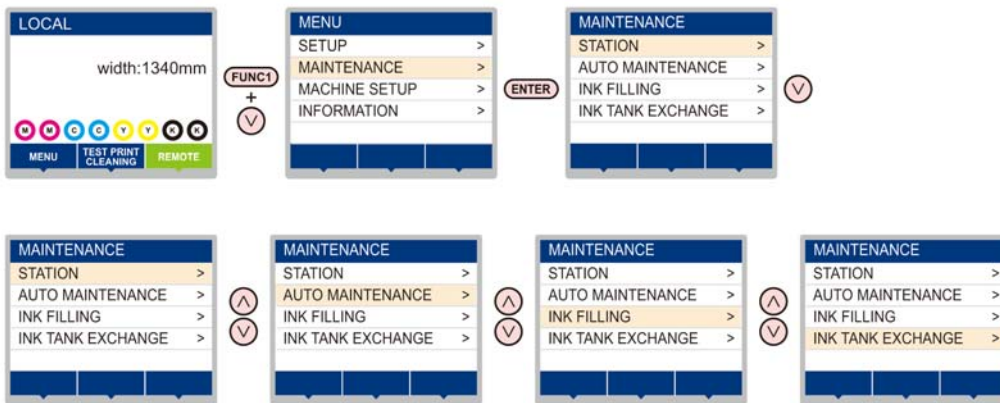 LOCAL
width:1340mm
M M C C Y Y K K
MENU
TEST PRINT
CLEANING
REMOTE
FUNC1
+
MENU
SETUP >
MAINTENANCE >
MACHINE SETUP >
INFORMATION >
ENTER
MAINTENANCE
STATION >
AUTO MAINTENANCE >
INK FILLING >
INK TANK EXCHANGE >
MAINTENANCE
STATION >
AUTO MAINTENANCE >
INK FILLING >
INK TANK EXCHANGE >
MAINTENANCE
STATION >
AUTO MAINTENANCE >
INK FILLING >
INK TANK EXCHANGE >
MAINTENANCE
STATION >
AUTO MAINTENANCE >
INK FILLING >
INK TANK EXCHANGE >
MAINTENANCE
STATION >
AUTO MAINTENANCE >
INK FILLING >
INK TANK EXCHANGE >